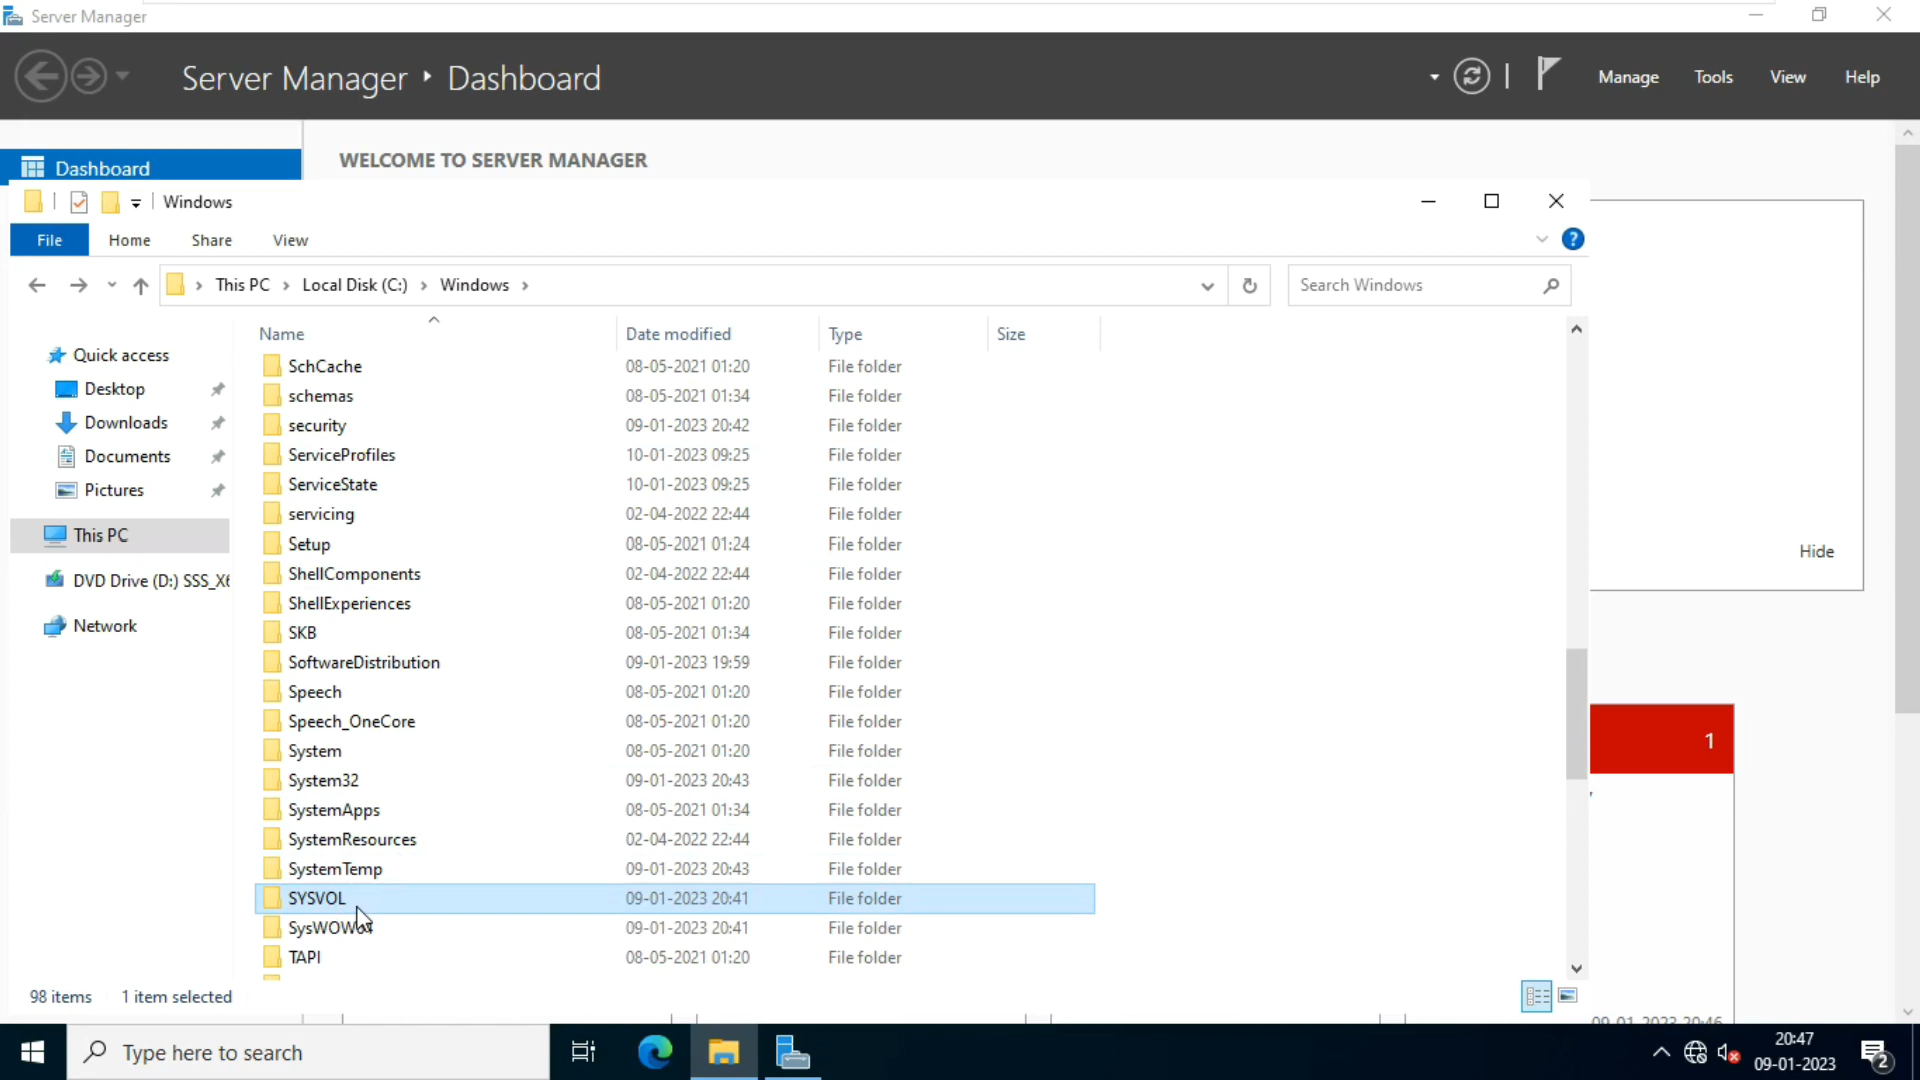 Server Manager
Server Manager ‣ Dashboard
Manage Tools View Help
Dashboard
WELCOME TO SERVER MANAGER
Windows
File Home Share View
This PC › Local Disk (C:) › Windows ›
Search Windows
Name Date modified Type Size
Quick access
Desktop
Downloads
Documents
Pictures
This PC
DVD Drive (D:) SSS_X6
Network
SchCache 08-05-2021 01:20 File folder
schemas 08-05-2021 01:34 File folder
security 09-01-2023 20:42 File folder
ServiceProfiles 10-01-2023 09:25 File folder
ServiceState 10-01-2023 09:25 File folder
servicing 02-04-2022 22:44 File folder
Setup 08-05-2021 01:24 File folder
ShellComponents 02-04-2022 22:44 File folder
ShellExperiences 08-05-2021 01:20 File folder
SKB 08-05-2021 01:34 File folder
SoftwareDistribution 09-01-2023 19:59 File folder
Speech 08-05-2021 01:20 File folder
Speech_OneCore 08-05-2021 01:20 File folder
System 08-05-2021 01:20 File folder
System32 09-01-2023 20:43 File folder
SystemApps 08-05-2021 01:34 File folder
SystemResources 02-04-2022 22:44 File folder
SystemTemp 09-01-2023 20:43 File folder
SYSVOL 09-01-2023 20:41 File folder
SysWOW64 09-01-2023 20:41 File folder
TAPI 08-05-2021 01:20 File folder
Hide
1
98 items 1 item selected
09-01-2023 20:46
Type here to search
20:47
09-01-2023
2